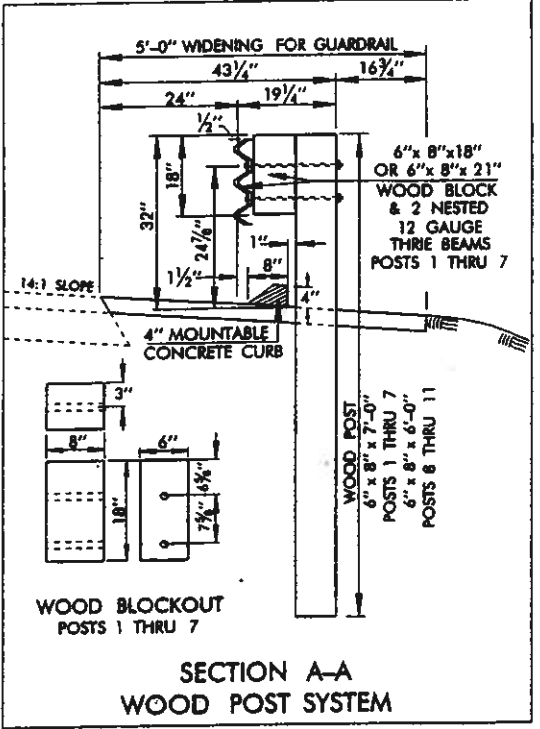 5'-0" WIDENING FOR GUARDRAIL
43¼"
16¾"
24"
19¼"
½"
32"
18"
24⅞"
6"x 8"x18"
OR 6"x 8"x 21"
WOOD BLOCK
& 2 NESTED
12 GAUGE
THRIE BEAMS
POSTS 1 THRU 7
1"
1½"
8"
4"
14:1 SLOPE
4" MOUNTABLE
CONCRETE CURB
3"
8"
6"
18"
7⅝"
WOOD POST
6" x 8" x 7'-0"
POSTS 1 THRU 7
6" x 8" x 6'-0"
POSTS 8 THRU 11
WOOD BLOCKOUT
POSTS 1 THRU 7
SECTION A–A
WOOD POST SYSTEM